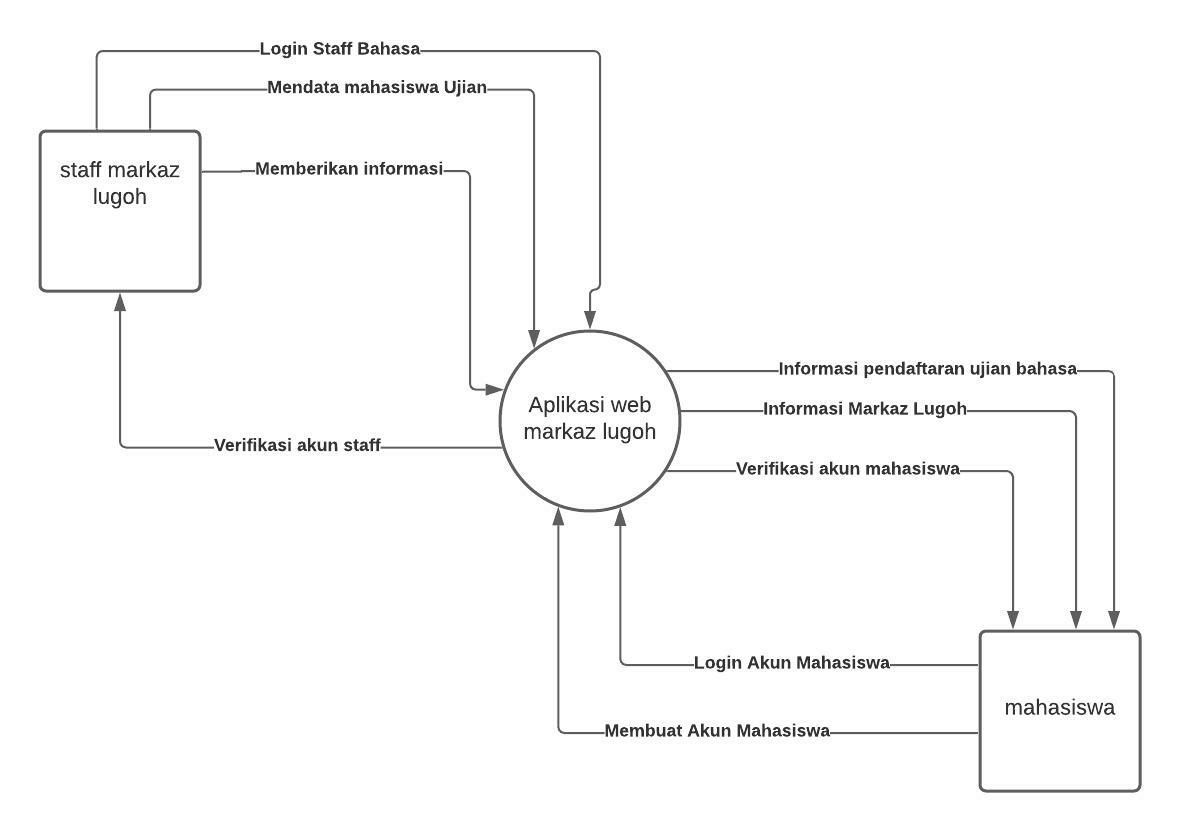 Login Staff Bahasa
Mendata mahasiswa Ujian
staff markaz
lugoh
Memberikan informasi
Informasi pendaftaran ujian bahasa
Aplikasi web
markaz lugoh
Informasi Markaz Lugoh
Verifikasi akun staff
Verifikasi akun mahasiswa
Login Akun Mahasiswa
mahasiswa
Membuat Akun Mahasiswa